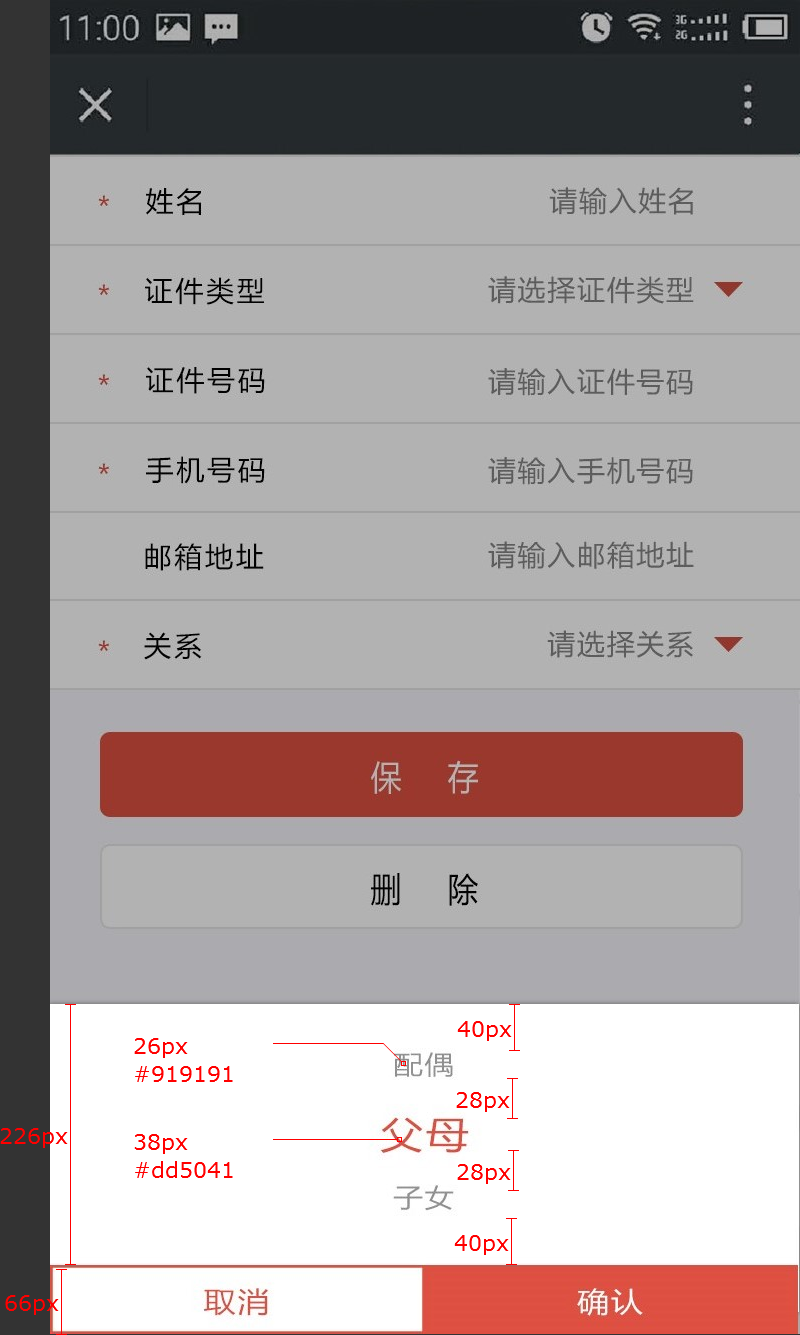 11:00 3G 2G
* 姓名 请输入姓名
* 证件类型 请选择证件类型
* 证件号码 请输入证件号码
* 手机号码 请输入手机号码
邮箱地址 请输入邮箱地址
* 关系 请选择关系
保 存
删 除
40px
26px
#919191
配偶
28px
226px
38px
#dd5041
父母
28px
子女
40px
66px
取消 确认